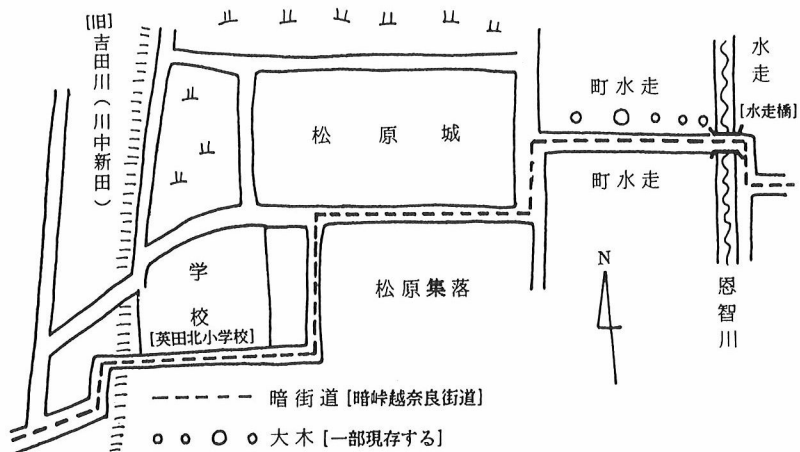 [旧]吉田川(川中新田)
松原城
町水走
水走
[水走橋]
町水走
学校
[英田北小学校]
松原集落
N
恩智川
暗街道[暗峠越奈良街道]
大木[一部現存する]